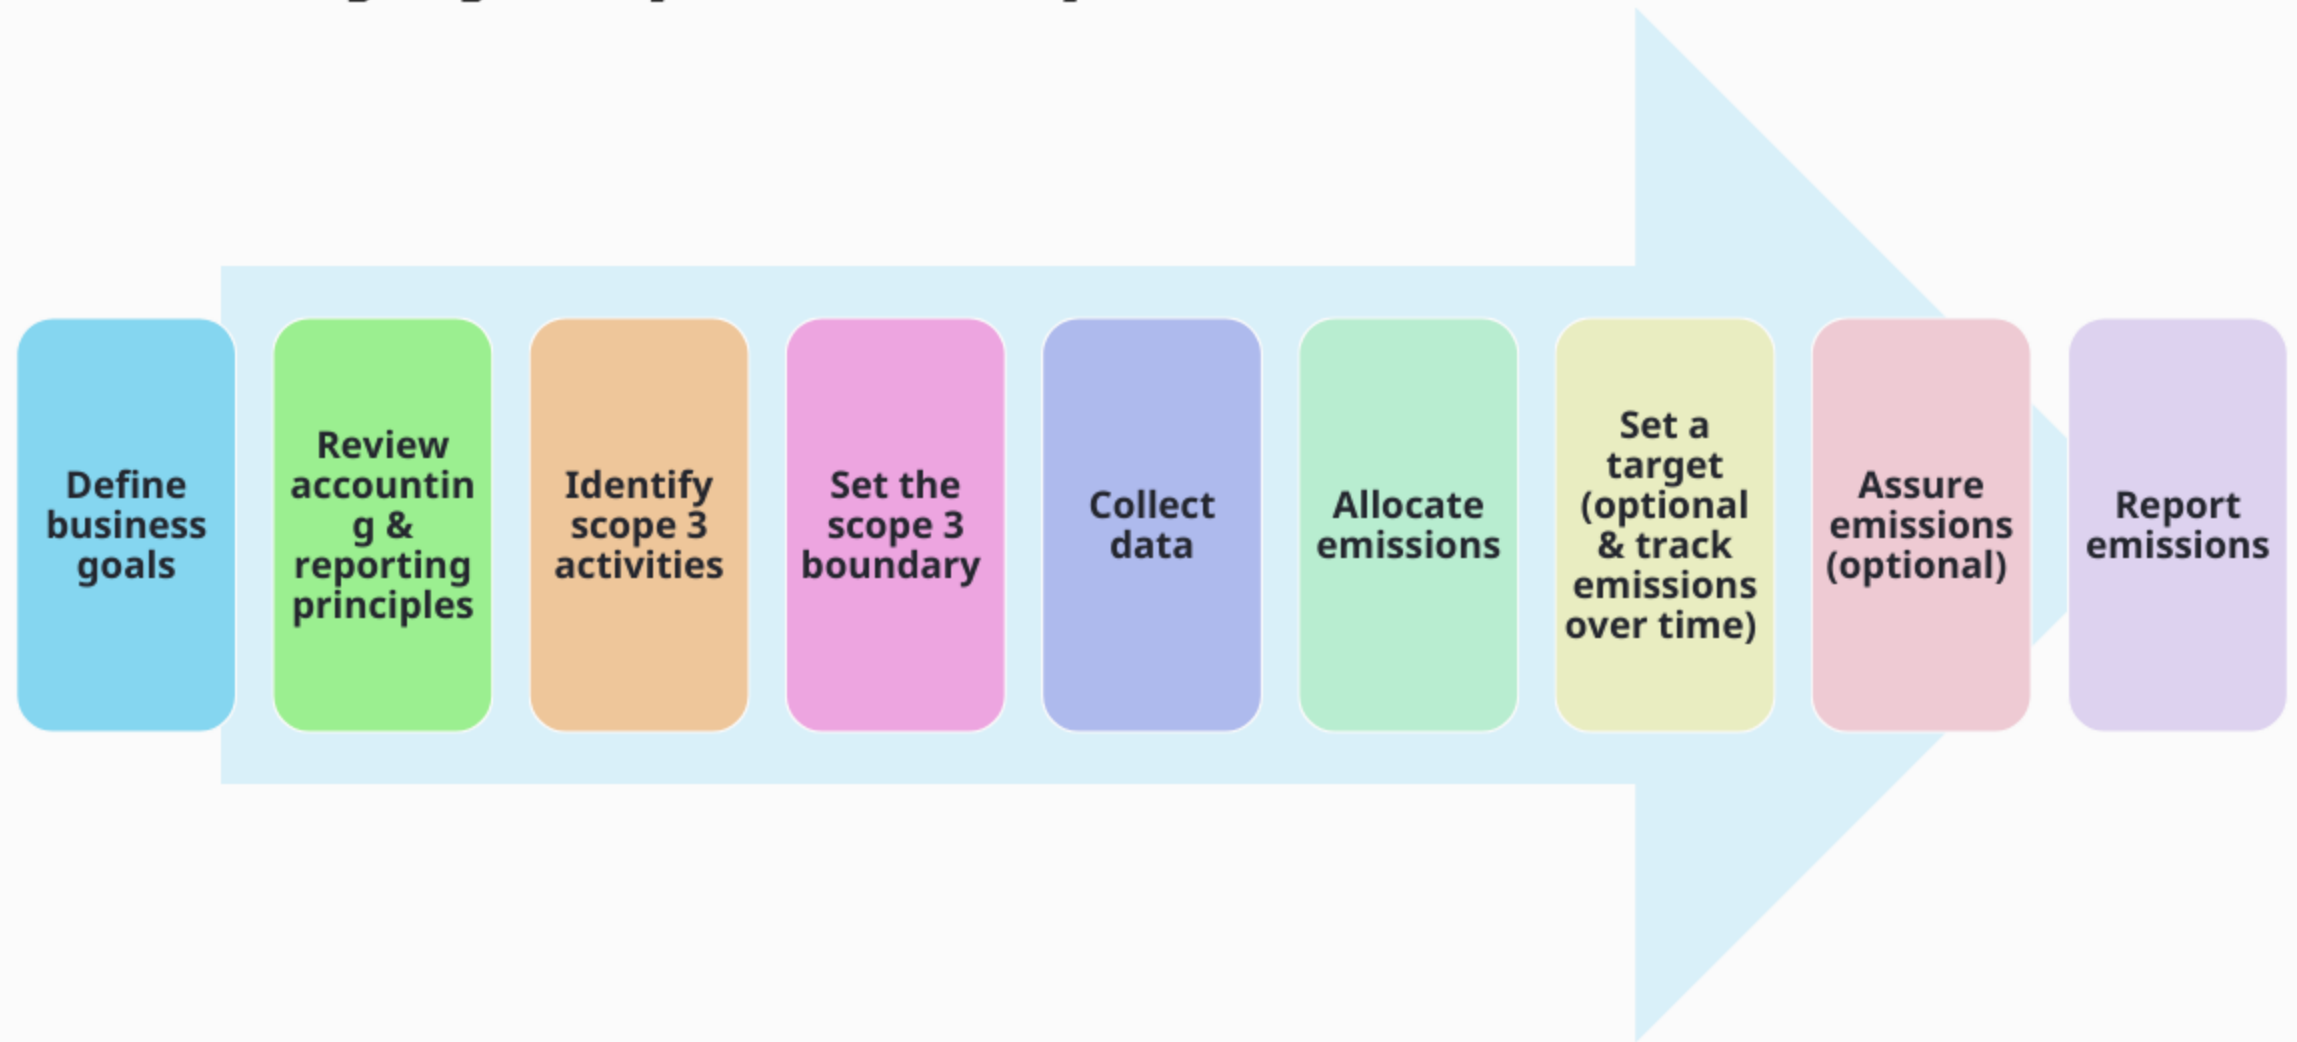 Define
business
goals
Review
accountin
g &
reporting
principles
Identify
scope 3
activities
Set the
scope 3
boundary
Collect
data
Allocate
emissions
Set a
target
(optional
& track
emissions
over time)
Assure
emissions
(optional)
Report
emissions